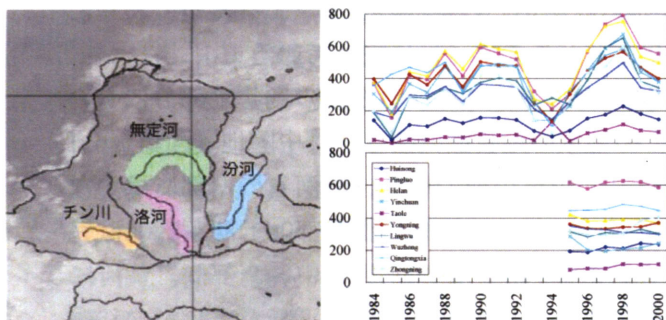 無定河
汾河
洛河
チン川
800
600
400
200
0
800
600
400
200
0
Huinong
Pingluo
Helan
Yinchuan
Taole
Yongning
Lingwu
Wuzhong
Qingtongxia
Zhongning
1984
1986
1988
1990
1992
1994
1996
1998
2000